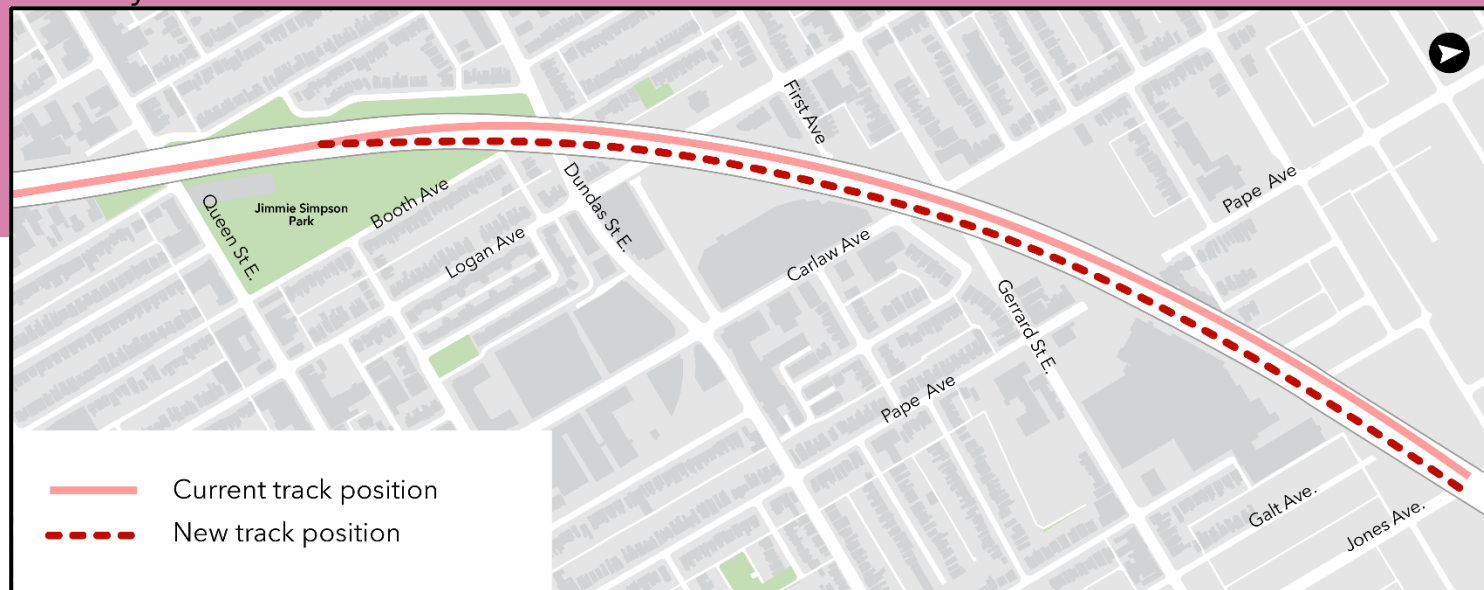 First Ave
Pape Ave
Dundas St E.
Booth Ave
Jimmie Simpson
Park
Queen St E.
Logan Ave
Carlaw Ave
Gerrard St E.
Pape Ave
Galt Ave.
Jones Ave.
Current track position
New track position